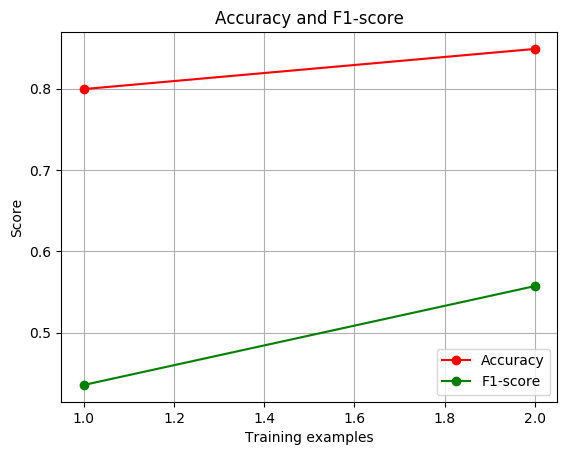 Accuracy and F1-score
Score
0.8
0.7
0.6
0.5
1.0 1.2 1.4 1.6 1.8 2.0
Training examples
Accuracy
F1-score